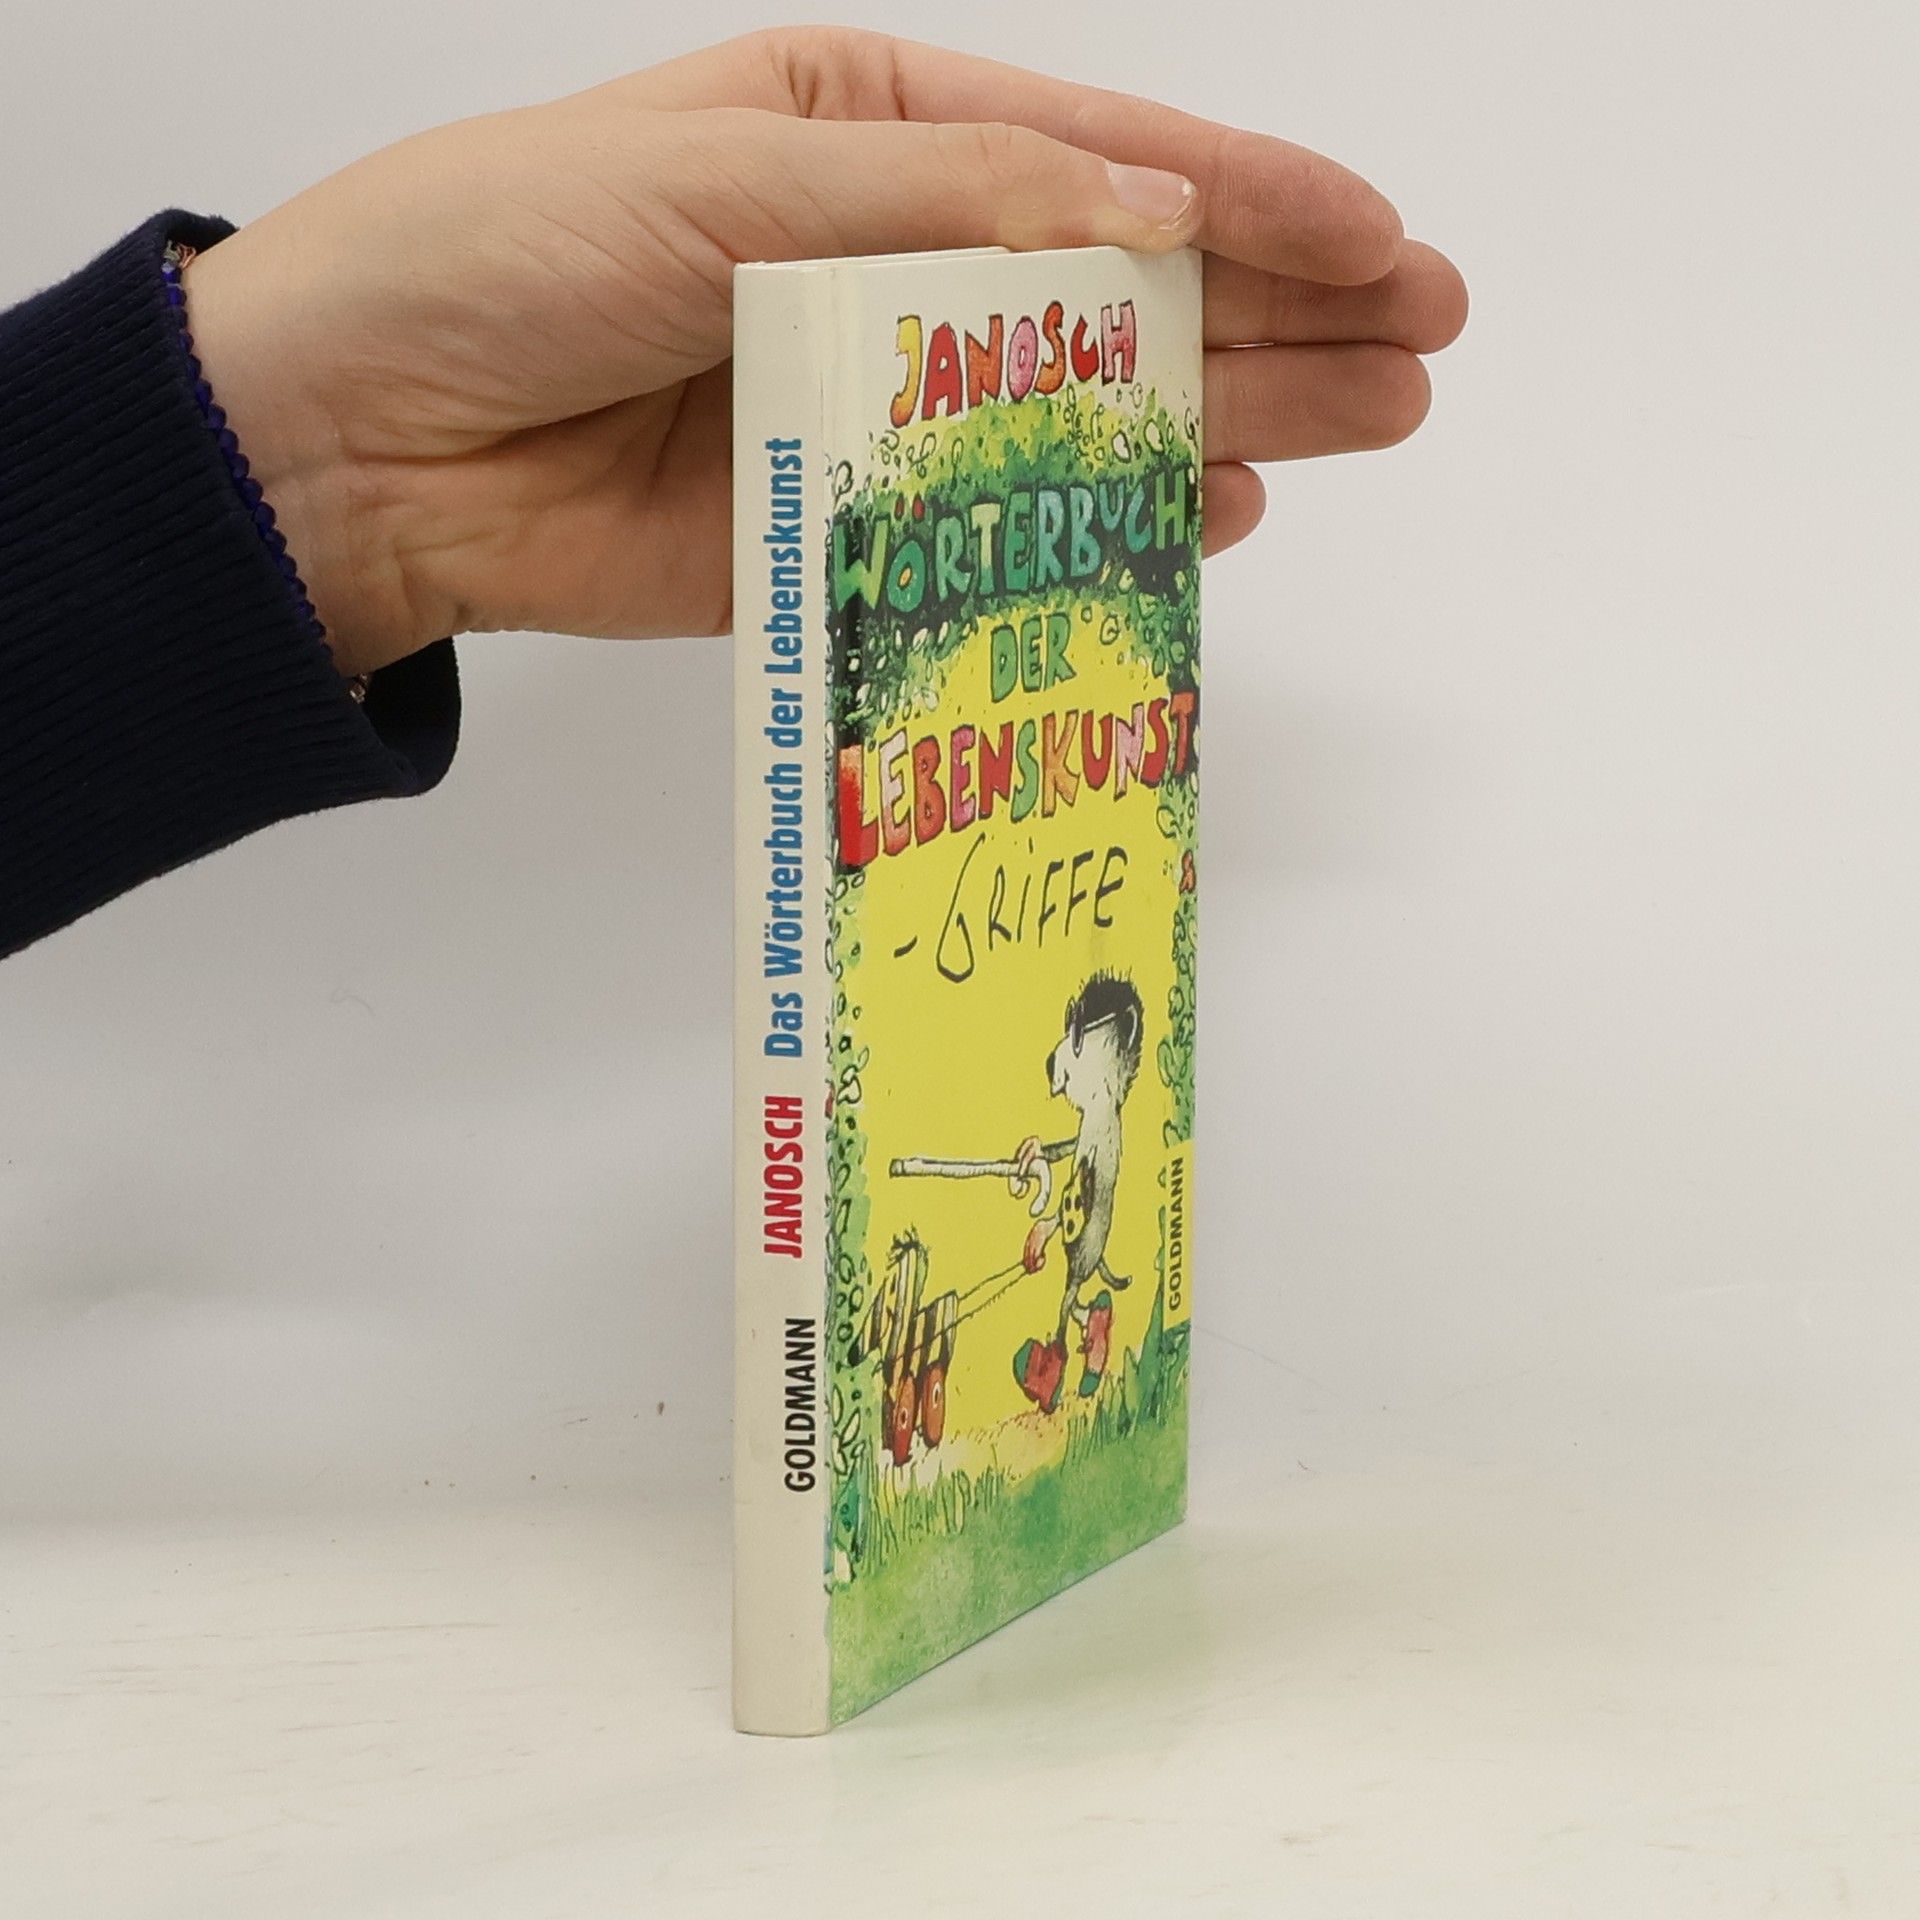 GOLDMANN JANOSCH Das Wörterbuch der Lebenskunst
JANOSCH
WÖRTERBUCH
DER
LEBENSKUNST
-GRIFFE
GOLDMANN